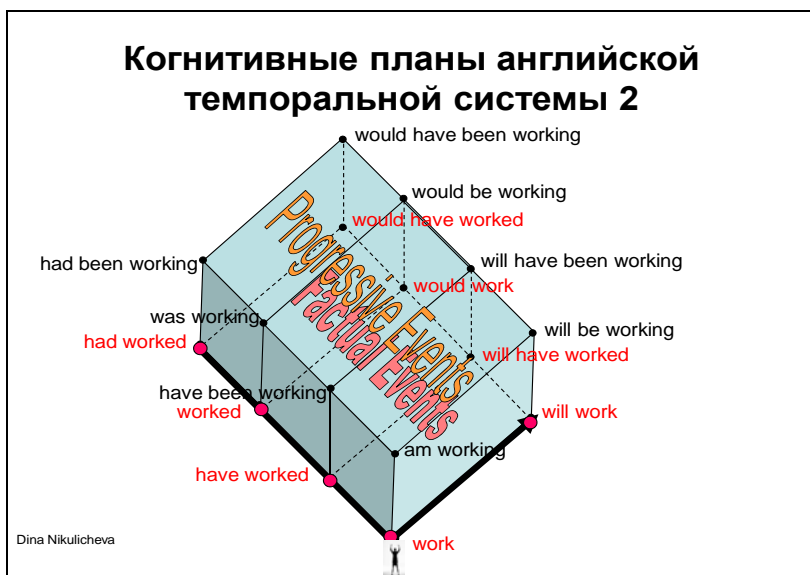 Когнитивные планы английской
темпоральной системы 2
would have been working
would be working
would have worked
had been working
will have been working
would work
was working
will be working
had worked
will have worked
have been working
worked
will work
am working
have worked
work
Progressive Events
Factual Events
Dina Nikulicheva